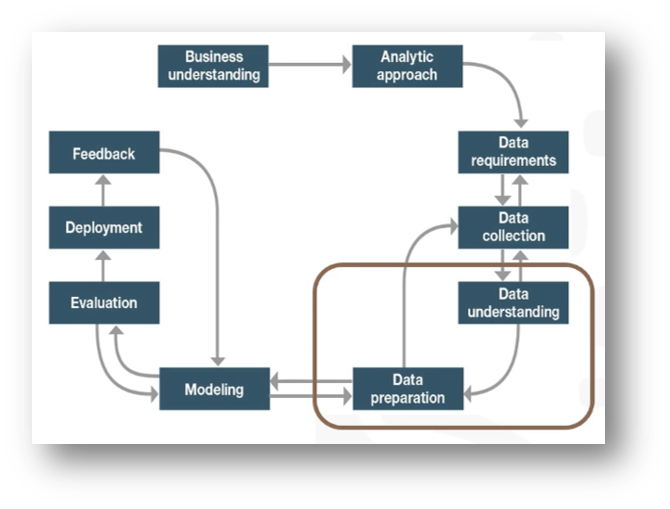 Business
understanding
Analytic
approach
Data
requirements
Data
collection
Data
understanding
Data
preparation
Modeling
Evaluation
Deployment
Feedback